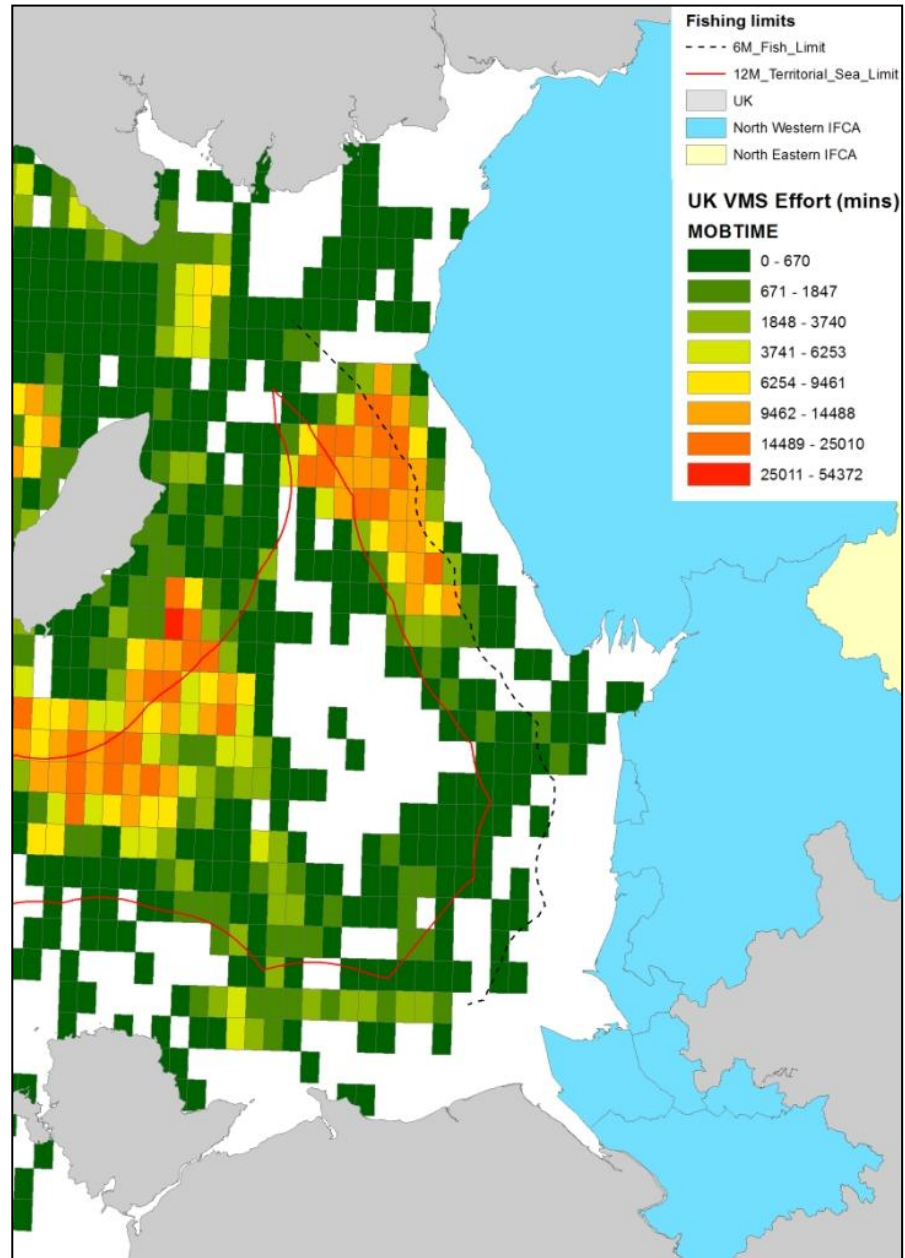 Fishing limits
6M_Fish_Limit
12M_Territorial_Sea_Limit
UK
North Western IFCA
North Eastern IFCA
UK VMS Effort (mins)
MOBTIME
0 - 670
671 - 1847
1848 - 3740
3741 - 6253
6254 - 9461
9462 - 14488
14489 - 25010
25011 - 54372